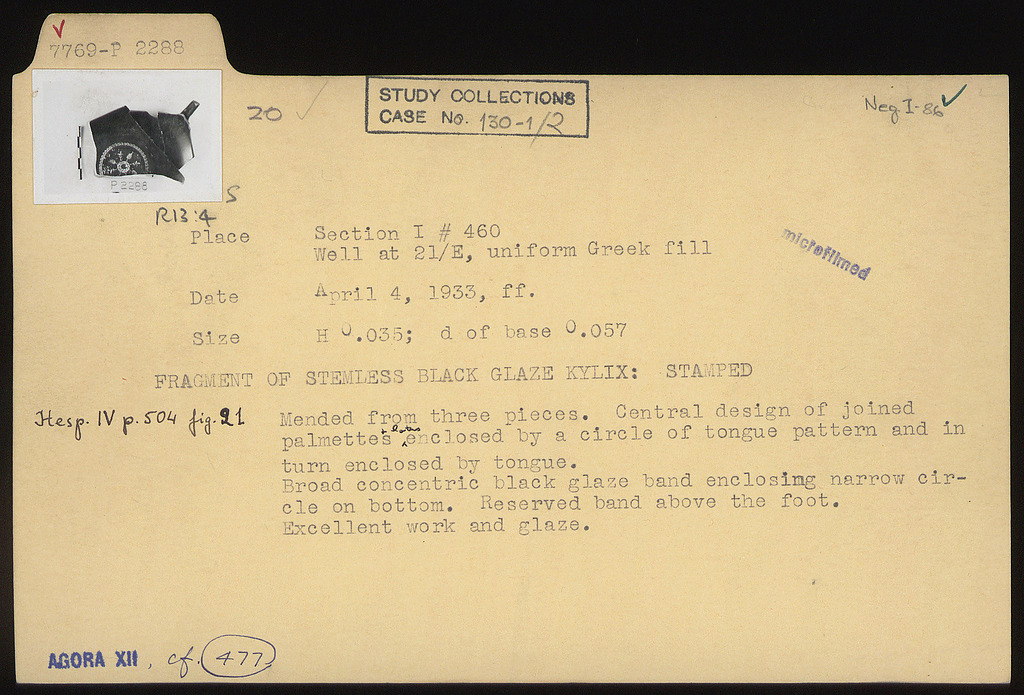 7769-P 2288
P 2288
20
STUDY COLLECTIONS
CASE No. 130-1/2
Neg I-86
S
R13:4
microfilmed
Place Section I # 460
Well at 21/E, uniform Greek fill
Date April 4, 1933, ff.
Size H 0.035; d of base 0.057
FRAGMENT OF STEMLESS BLACK GLAZE KYLIX: STAMPED
Hesp. IV p. 504 fig. 21
Mended from three pieces. Central design of joined
palmettes enclosed by a circle of tongue pattern and in
turn enclosed by tongue.
Broad concentric black glaze band enclosing narrow cir-
cle on bottom. Reserved band above the foot.
Excellent work and glaze.
AGORA XII, cf. 477